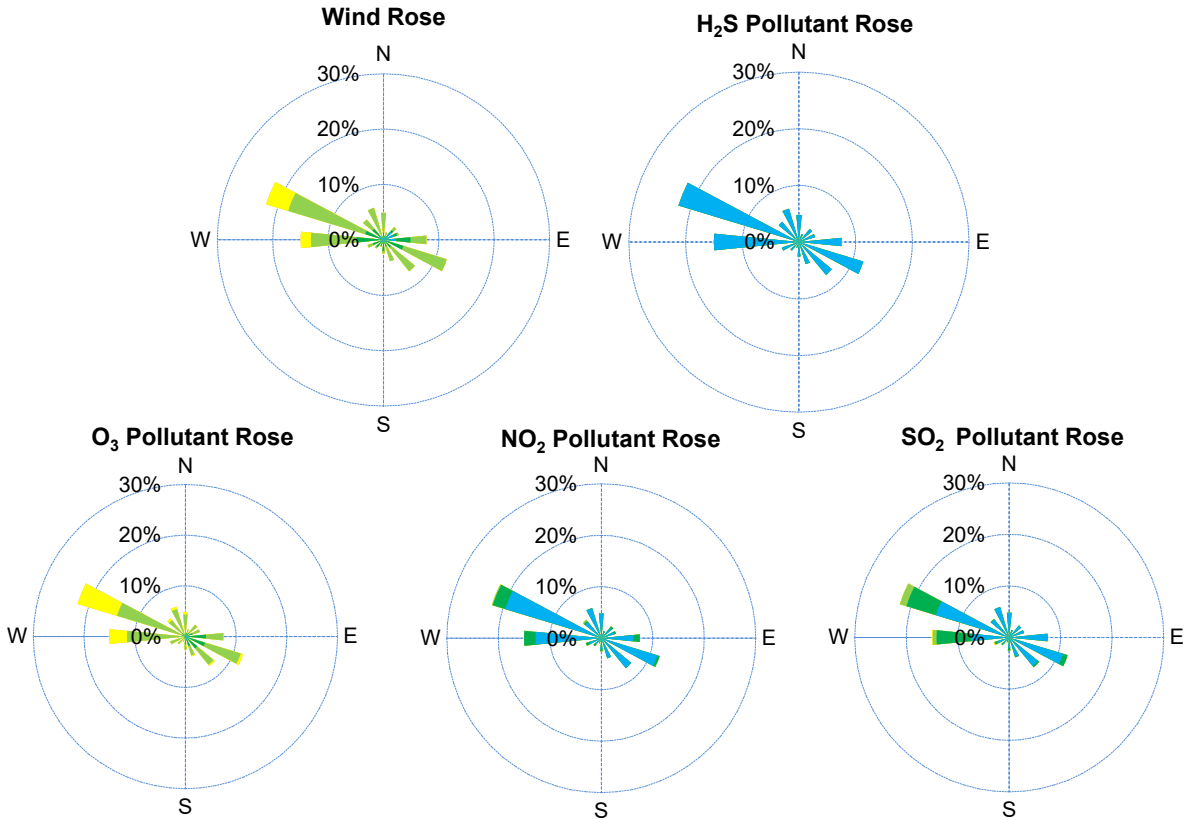 Wind Rose
N
30%
20%
10%
0%
W
E
S
H₂S Pollutant Rose
N
30%
20%
10%
0%
W
E
S
O₃ Pollutant Rose
N
30%
20%
10%
0%
W
E
S
NO₂ Pollutant Rose
N
30%
20%
10%
0%
W
E
S
SO₂ Pollutant Rose
N
30%
20%
10%
0%
W
E
S